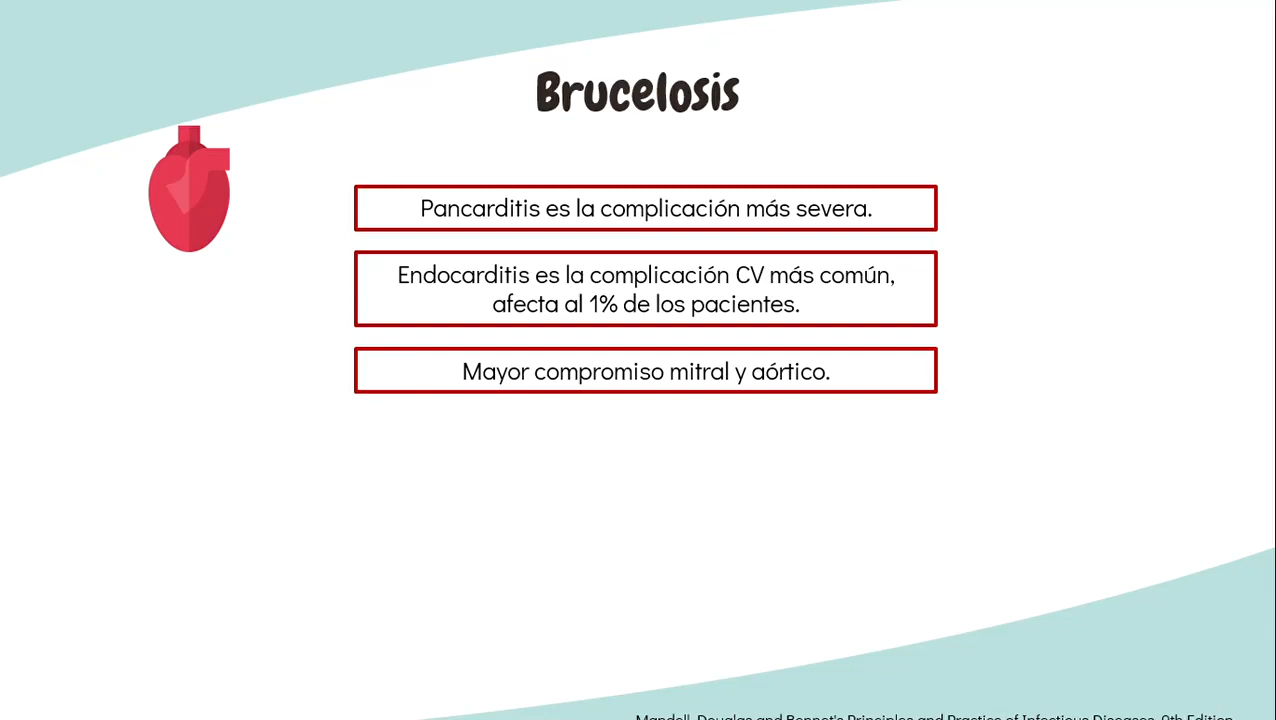 Brucelosis
Pancarditis es la complicación más severa.
Endocarditis es la complicación CV más común,
afecta al 1% de los pacientes.
Mayor compromiso mitral y aórtico.
Mandell, Douglas and Bennet's Principles and Practice of Infectious Diseases, 9th Edition